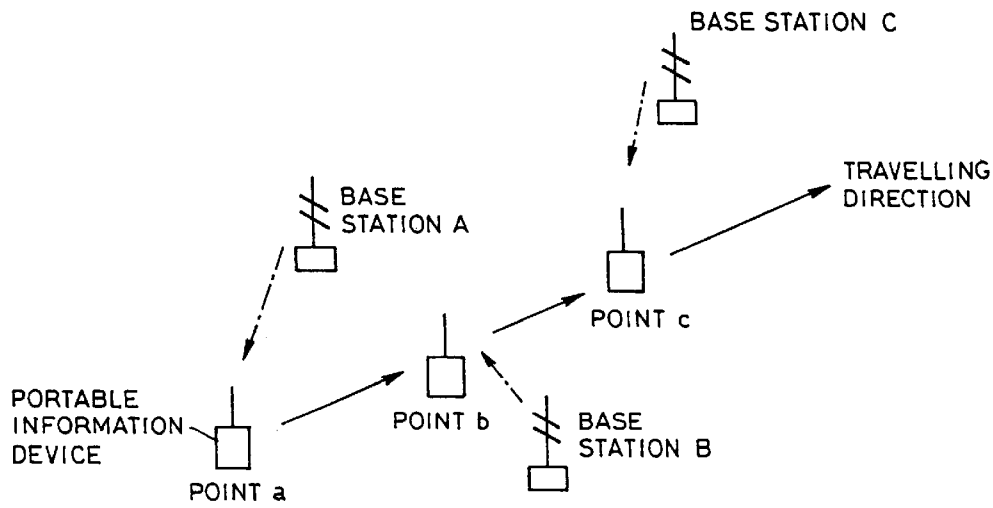 BASE STATION C
TRAVELLING
DIRECTION
BASE
STATION A
POINT c
PORTABLE
INFORMATION
DEVICE
POINT b
BASE
STATION B
POINT a